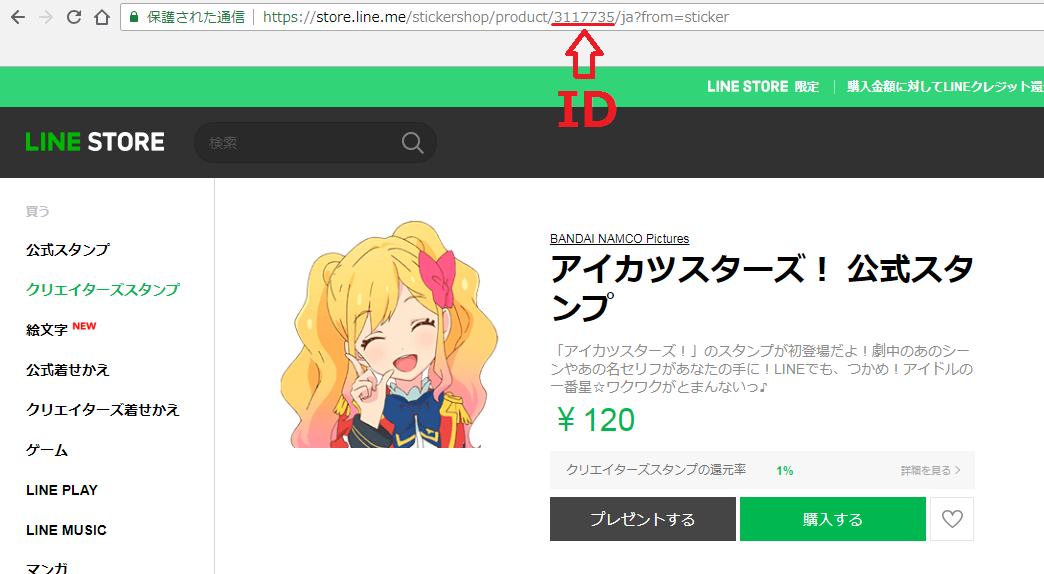 保護された通信 https://store.line.me/stickershop/product/3117735/ja?from=sticker
ID
LINE STORE 限定 購入金額に対してLINEクレジット還
LINE STORE 検索
買う
公式スタンプ
クリエイターズスタンプ
絵文字 NEW
公式着せかえ
クリエイターズ着せかえ
ゲーム
LINE PLAY
LINE MUSIC
マンガ
BANDAI NAMCO Pictures
アイカツスターズ！ 公式スタ
ンプ
「アイカツスターズ！」のスタンプが初登場だよ！劇中のあのシー
ンやあの名セリフがあなたの手に！LINEでも、つかめ！アイドルの
一番星☆ワクワクがとまんないっ♪
￥120
クリエイターズスタンプの還元率 1% 詳細を見る
プレゼントする 購入する